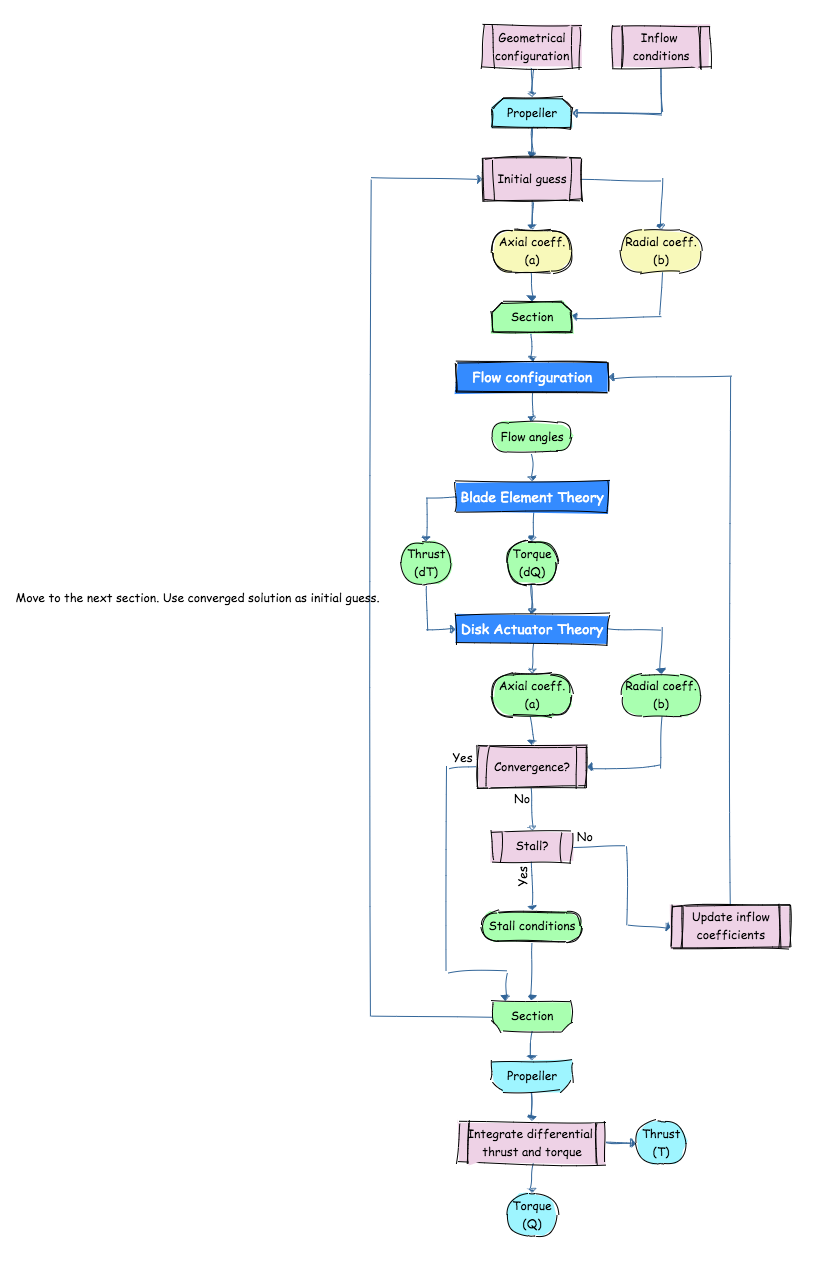 Geometrical
configuration
Inflow
conditions
Propeller
Initial guess
Axial coeff.
(a)
Radial coeff.
(b)
Section
Flow configuration
Flow angles
Blade Element Theory
Thrust
(dT)
Torque
(dQ)
Move to the next section. Use converged solution as initial guess.
Disk Actuator Theory
Axial coeff.
(a)
Radial coeff.
(b)
Yes
Convergence?
No
Stall?
No
Yes
Update inflow
coefficients
Stall conditions
Section
Propeller
Integrate differential
thrust and torque
Thrust
(T)
Torque
(Q)